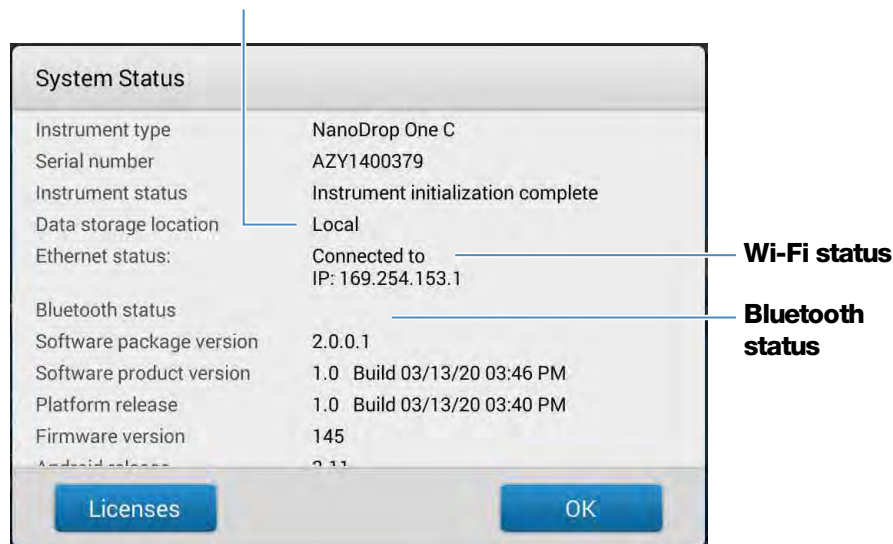 System Status
Instrument type NanoDrop One C
Serial number AZY1400379
Instrument status Instrument initialization complete
Data storage location Local
Ethernet status: Connected to
IP: 169.254.153.1
Wi-Fi status
Bluetooth status
Bluetooth
status
Software package version 2.0.0.1
Software product version 1.0 Build 03/13/20 03:46 PM
Platform release 1.0 Build 03/13/20 03:40 PM
Firmware version 145
Licenses
OK